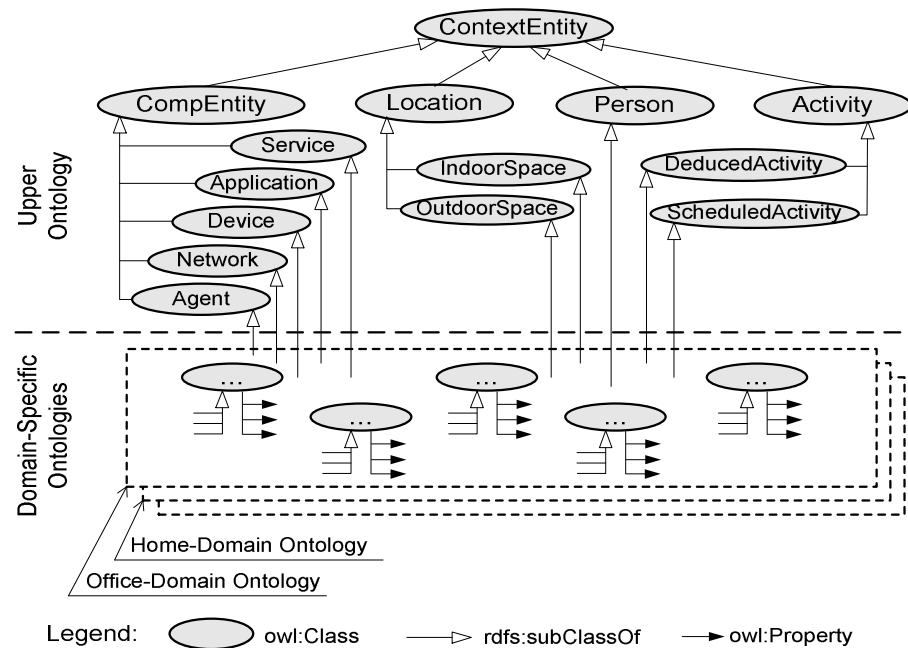 ContextEntity
CompEntity
Location
Person
Activity
Service
Application
Device
Network
Agent
IndoorSpace
OutdoorSpace
DeducedActivity
ScheduledActivity
Upper
Ontology
Domain-Specific
Ontologies
...
...
...
...
...
Home-Domain Ontology
Office-Domain Ontology
Legend: owl:Class rdfs:subClassOf owl:Property